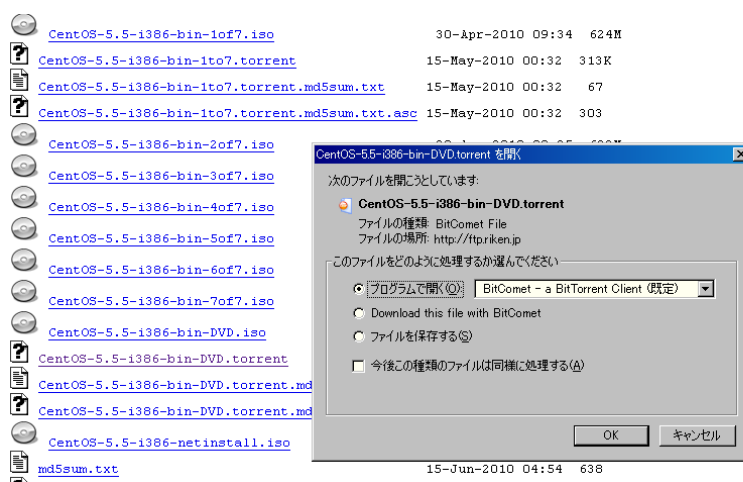 CentOS-5.5-i386-bin-1of7.iso 30-Apr-2010 09:34 624M
CentOS-5.5-i386-bin-1to7.torrent 15-May-2010 00:32 313K
CentOS-5.5-i386-bin-1to7.torrent.md5sum.txt 15-May-2010 00:32 67
CentOS-5.5-i386-bin-1to7.torrent.md5sum.txt.asc 15-May-2010 00:32 303
CentOS-5.5-i386-bin-2of7.iso
CentOS-5.5-i386-bin-3of7.iso
CentOS-5.5-i386-bin-4of7.iso
CentOS-5.5-i386-bin-5of7.iso
CentOS-5.5-i386-bin-6of7.iso
CentOS-5.5-i386-bin-7of7.iso
CentOS-5.5-i386-bin-DVD.iso
CentOS-5.5-i386-bin-DVD.torrent
CentOS-5.5-i386-bin-DVD.torrent.md
CentOS-5.5-i386-bin-DVD.torrent.md
CentOS-5.5-i386-netinstall.iso
md5sum.txt 15-Jun-2010 04:54 638
CentOS-5.5-i386-bin-DVD.torrent を開く
次のファイルを開こうとしています:
CentOS-5.5-i386-bin-DVD.torrent
ファイルの種類: BitComet File
ファイルの場所: http://ftp.riken.jp
このファイルをどのように処理するか選んでください
プログラムで開く(O): BitComet - a BitTorrent Client (既定)
Download this file with BitComet
ファイルを保存する(S)
今後この種類のファイルは同様に処理する(A)
OK キャンセル